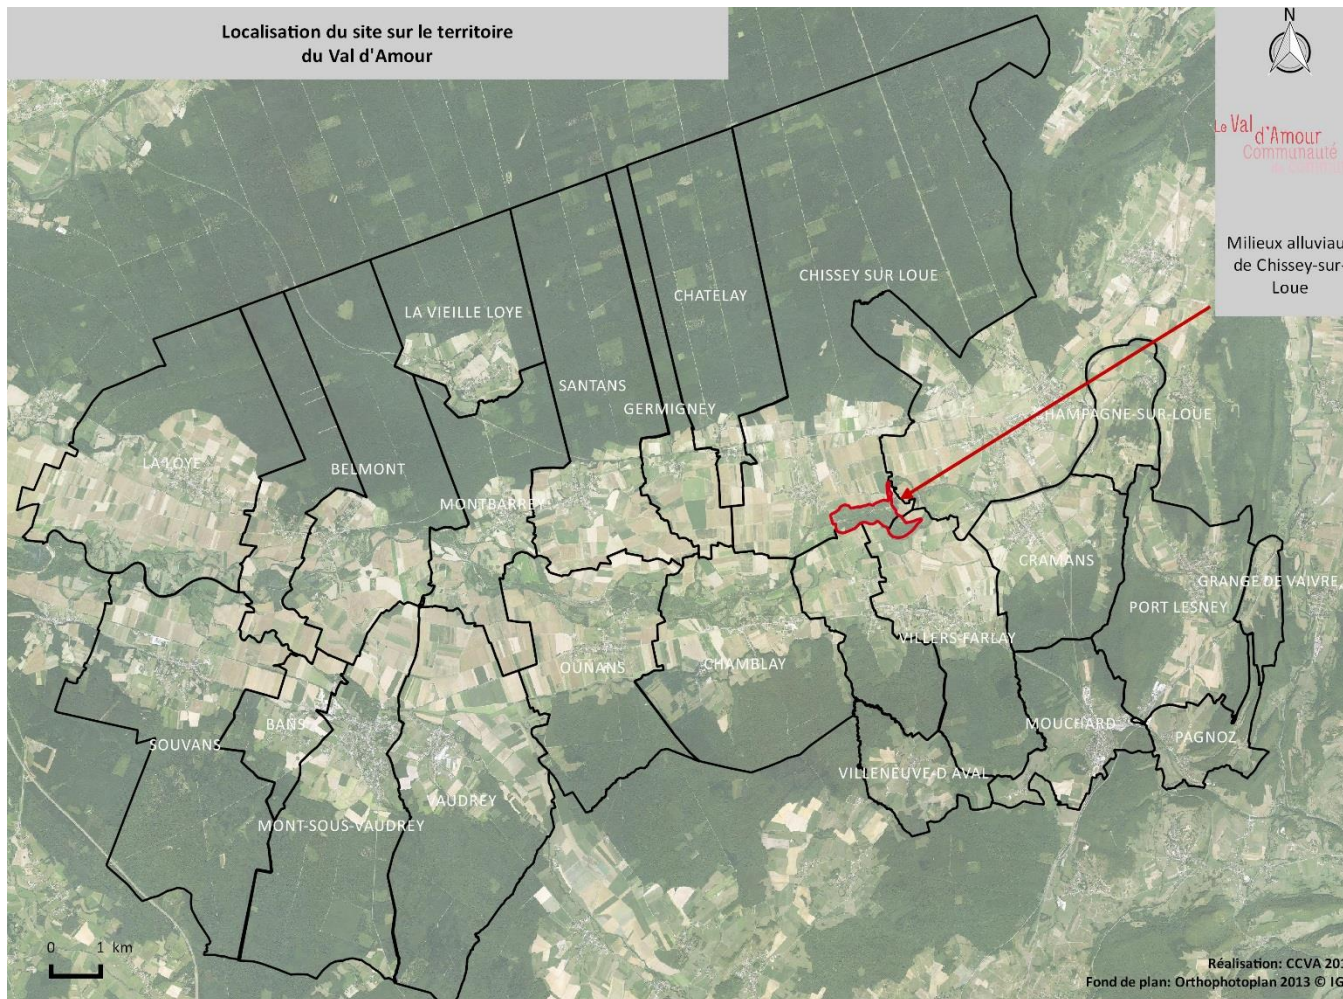 Localisation du site sur le territoire
du Val d'Amour
N
Le Val
d'Amour
Communauté
Milieux alluviau
de Chissey-sur-
Loue
CHISSEY SUR LOUE
CHATELAY
LA VIEILLE LOYE
SANTANS
GERMIGNEY
CHAMPAGNE-SUR-LOUE
LA LOYE
BELMONT
MONTBARREY
CRAMANS
GRANGE DE VAIVRE
PORT LESNEY
VILLERS-FARLAY
OUNANS
CHAMBLAY
BANS
MOUCHARD
SOUVANS
PAGNOZ
VILLENEUVE-D AVAL
VAUDREY
MONT-SOUS-VAUDREY
0 1 km
Réalisation: CCVA 201
Fond de plan: Orthophotoplan 2013 © IG